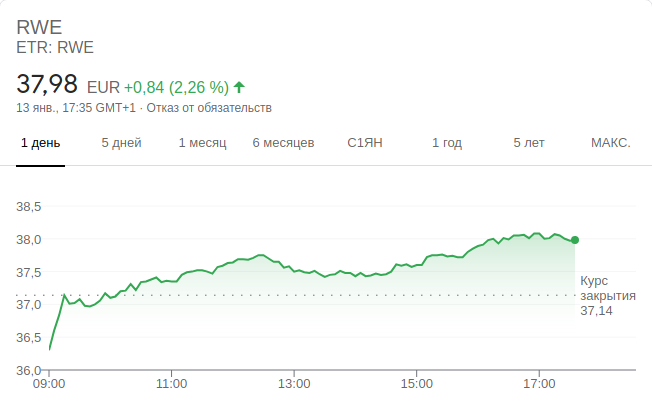 RWE
ETR: RWE
37,98 EUR +0,84 (2,26 %)
13 янв., 17:35 GMT+1 · Отказ от обязательств
1 день 5 дней 1 месяц 6 месяцев С1ЯН 1 год 5 лет МАКС.
38,5
38,0
37,5
Курс
закрытия
37,14
37,0
36,5
36,0
09:00 11:00 13:00 15:00 17:00